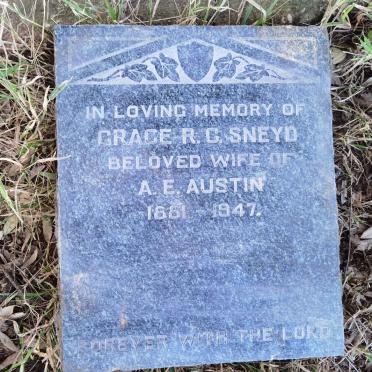 IN LOVING MEMORY OF
GRACE R. G. SNEYD
BELOVED WIFE OF
A. E. AUSTIN
1881 – 1947.
FOREVER WITH THE LORD